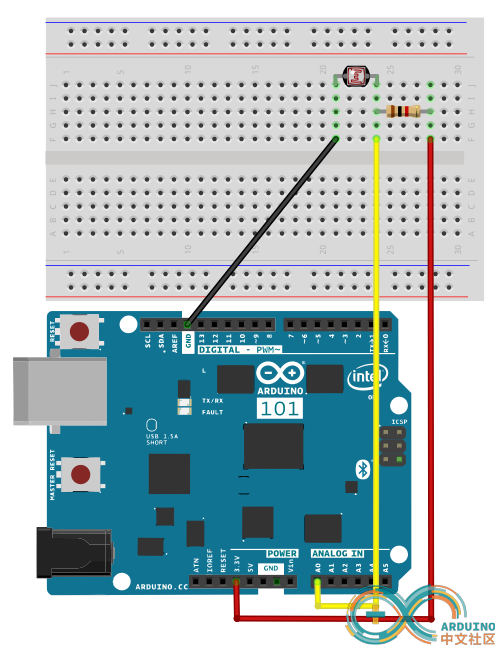 1 5 10 15 20 25 30
J J
I I
H H
G G
F F
E E
D D
C C
B B
A A
1 5 10 15 20 25 30
RESET
SCL
SDA
AREF
GND
13
12
~11
10
~9
8
7
~6
~5
4
~3
2
TX→1
RX←0
DIGITAL - PWM~
L
TX/RX
FAULT
ARDUINO
101
intel
ICSP
USB 1.5A
SHORT
MASTER RESET
POWER
ANALOG IN
ATN
IOREF
RESET
3.3V
5V
GND
Vin
A0
A1
A2
A3
A4
A5
ARDUINO.CC
ARDUINO
中文社区